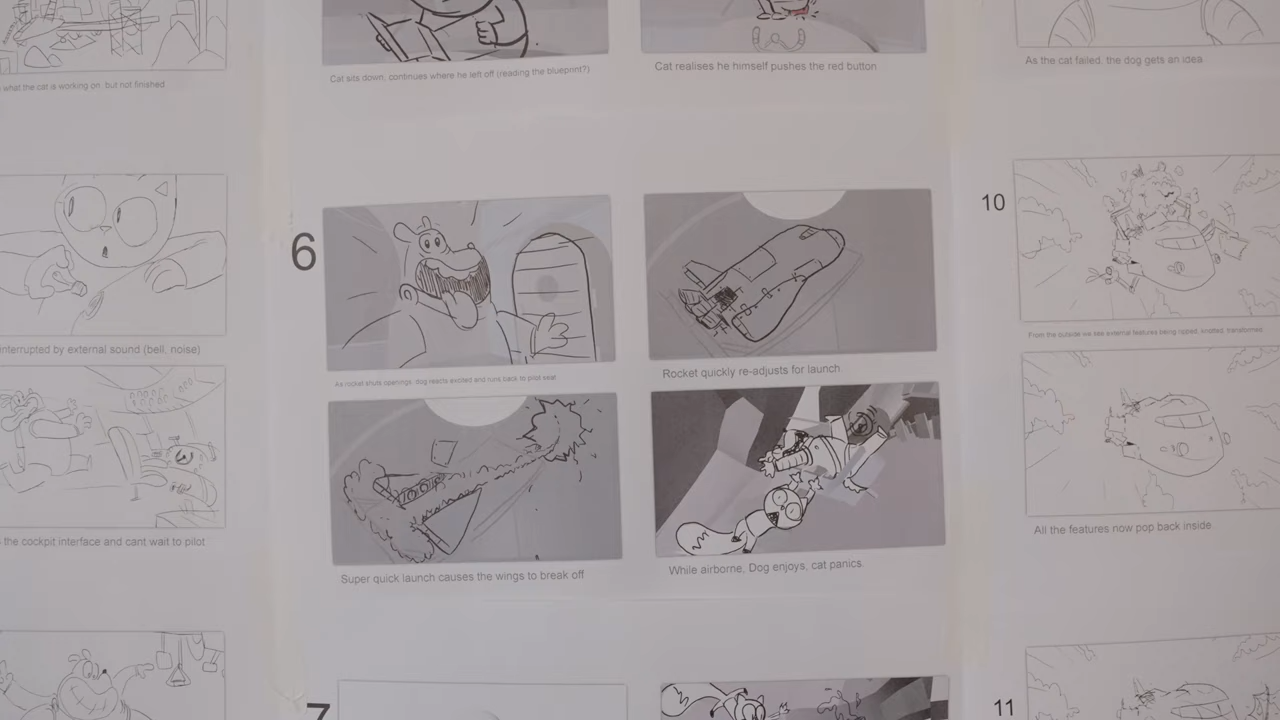 what the cat is working on, but not finished
Cat sits down, continues where he left off (reading the blueprint?)
Cat realises he himself pushes the red button
As the cat failed, the dog gets an idea
interrupted by external sound (bell, noise)
the cockpit interface and cant wait to pilot
6
As rocket shuts openings, dog reacts excited and runs back to pilot seat
Rocket quickly re-adjusts for launch
Super quick launch causes the wings to break off
While airborne, Dog enjoys, cat panics.
10
From the outside we see external features being ripped, knotted, transformed
All the features now pop back inside
7
11